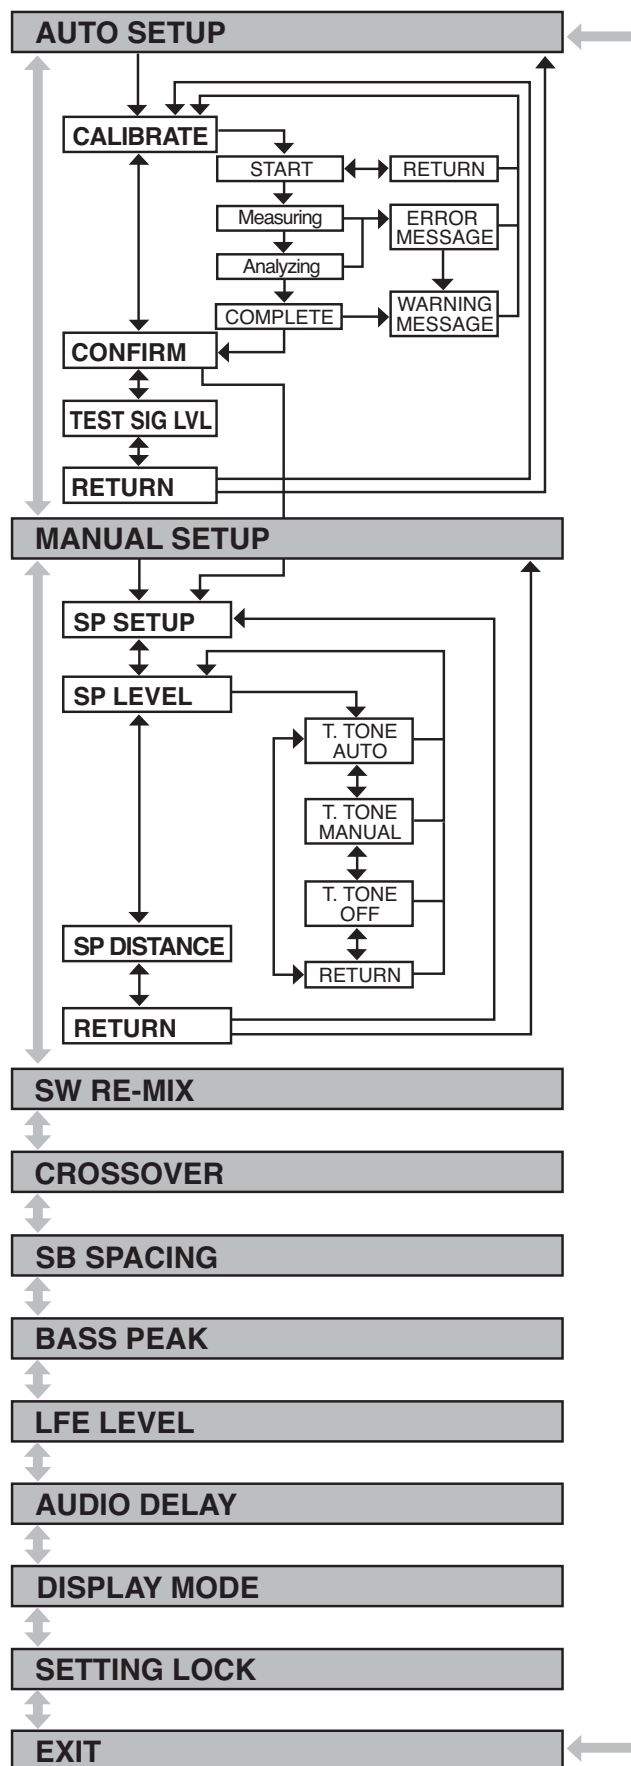 AUTO SETUP
CALIBRATE
START
RETURN
Measuring
ERROR
MESSAGE
Analyzing
COMPLETE
WARNING
MESSAGE
CONFIRM
TEST SIG LVL
RETURN
MANUAL SETUP
SP SETUP
SP LEVEL
T. TONE
AUTO
T. TONE
MANUAL
T. TONE
OFF
SP DISTANCE
RETURN
RETURN
SW RE-MIX
CROSSOVER
SB SPACING
BASS PEAK
LFE LEVEL
AUDIO DELAY
DISPLAY MODE
SETTING LOCK
EXIT